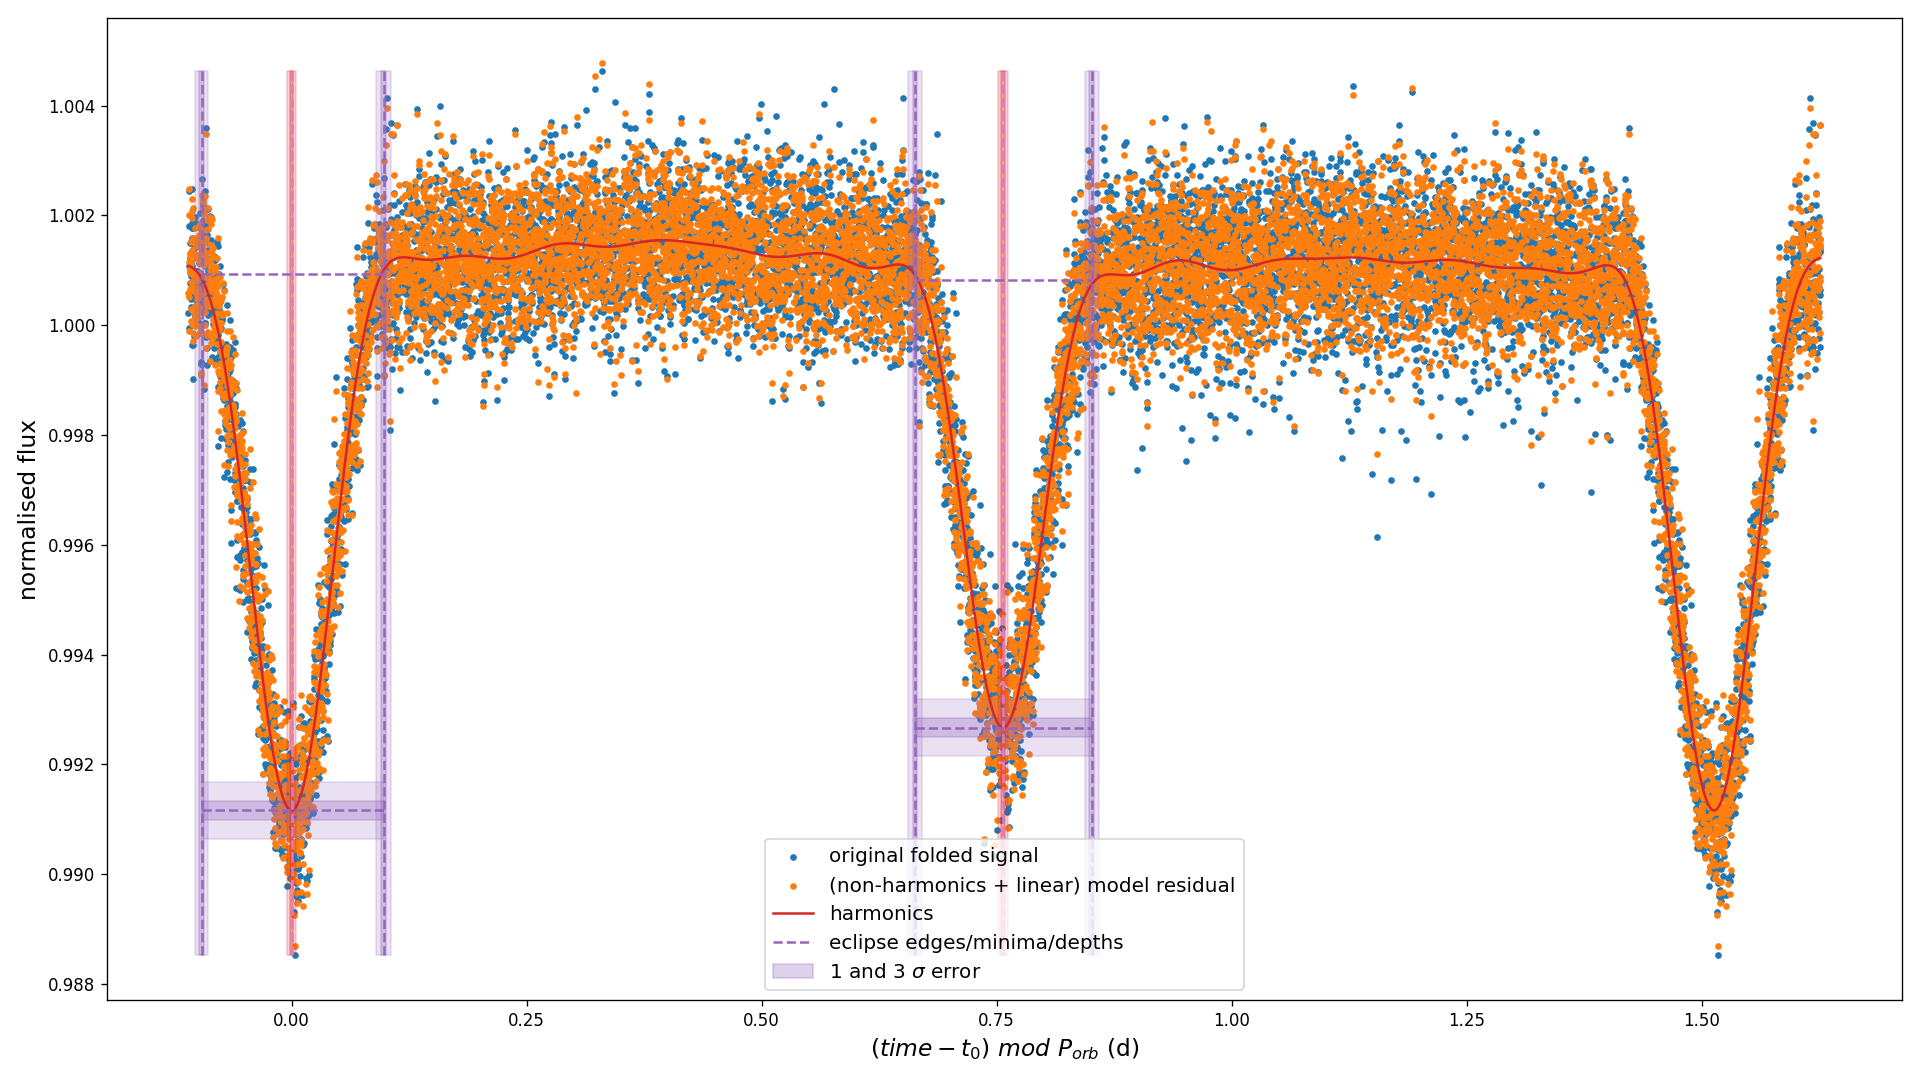 normalised flux
1.004
1.002
1.000
0.998
0.996
0.994
0.992
0.990
0.988
original folded signal
(non-harmonics + linear) model residual
harmonics
eclipse edges/minima/depths
1 and 3 σ error
0.00 0.25 0.50 0.75 1.00 1.25 1.50
(time − t₀) mod P_orb (d)